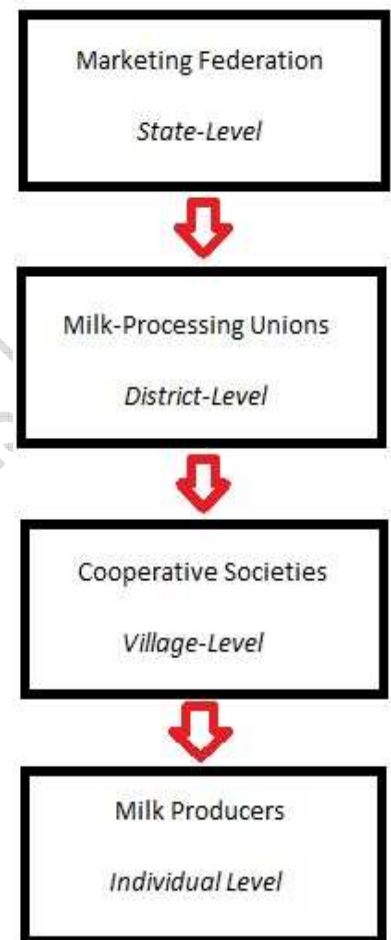 Marketing Federation
State-Level
Milk-Processing Unions
District-Level
Cooperative Societies
Village-Level
Milk Producers
Individual Level